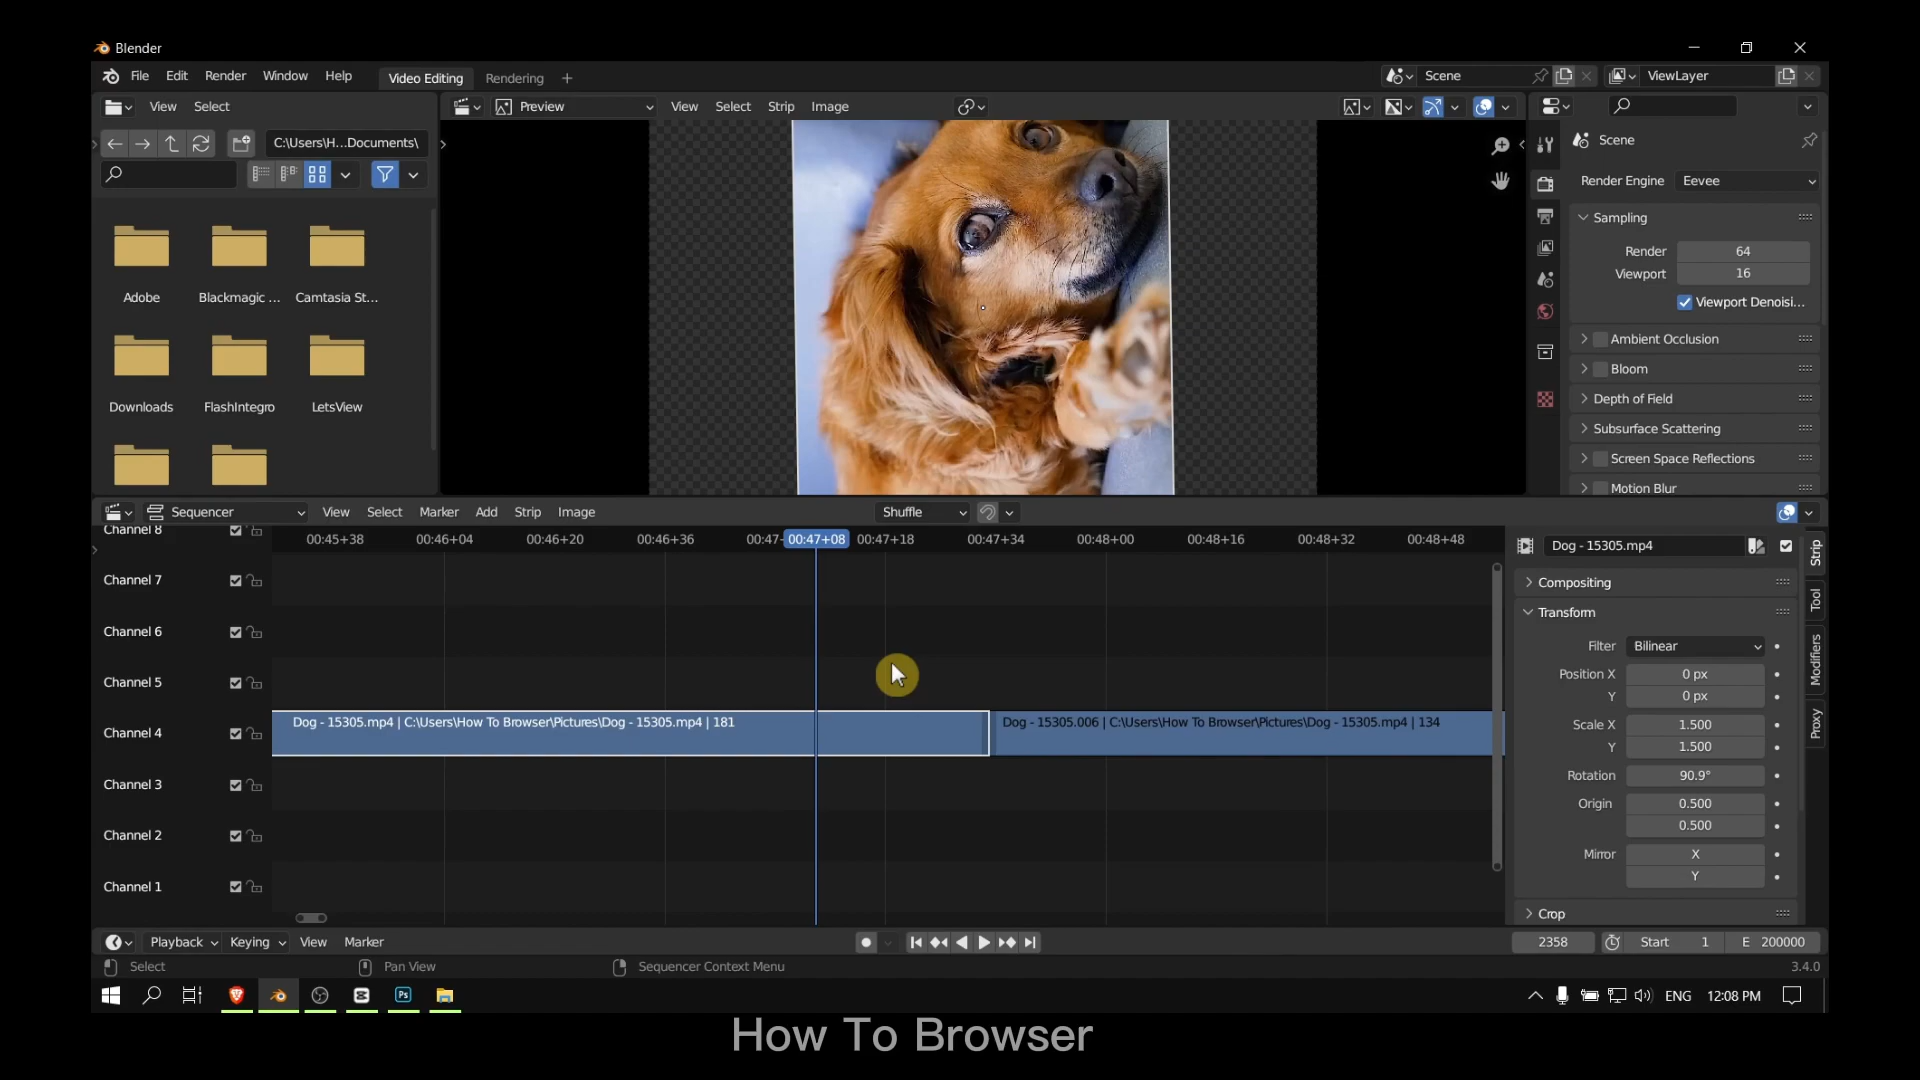 Blender
File Edit Render Window Help Video Editing Rendering + Scene ViewLayer
View Select Preview View Select Strip Image
C:\Users\H...Documents\
Scene
Render Engine Eevee
Sampling
Render 64
Viewport 16
Viewport Denoisi...
Ambient Occlusion
Bloom
Depth of Field
Subsurface Scattering
Screen Space Reflections
Motion Blur
Adobe Blackmagic ... Camtasia St...
Downloads FlashIntegro LetsView
Sequencer View Select Marker Add Strip Image Shuffle
00:45+38 00:46+04 00:46+20 00:46+36 00:47- 00:47+08 00:47+18 00:47+34 00:48+00 00:48+16 00:48+32 00:48+48
Channel 8
Channel 7
Channel 6
Channel 5
Channel 4
Channel 3
Channel 2
Channel 1
Dog - 15305.mp4 | C:\Users\How To Browser\Pictures\Dog - 15305.mp4 | 181
Dog - 15305.006 | C:\Users\How To Browser\Pictures\Dog - 15305.mp4 | 134
Dog - 15305.mp4
Compositing
Transform
Filter Bilinear
Position X 0 px
Y 0 px
Scale X 1.500
Y 1.500
Rotation 90.9°
Origin 0.500
0.500
Mirror X
Y
Crop
Strip
Tool
Modifiers
Proxy
Playback Keying View Marker 2358 Start 1 E 200000
Select Pan View Sequencer Context Menu 3.4.0
Ps ENG 12:08 PM
How To Browser